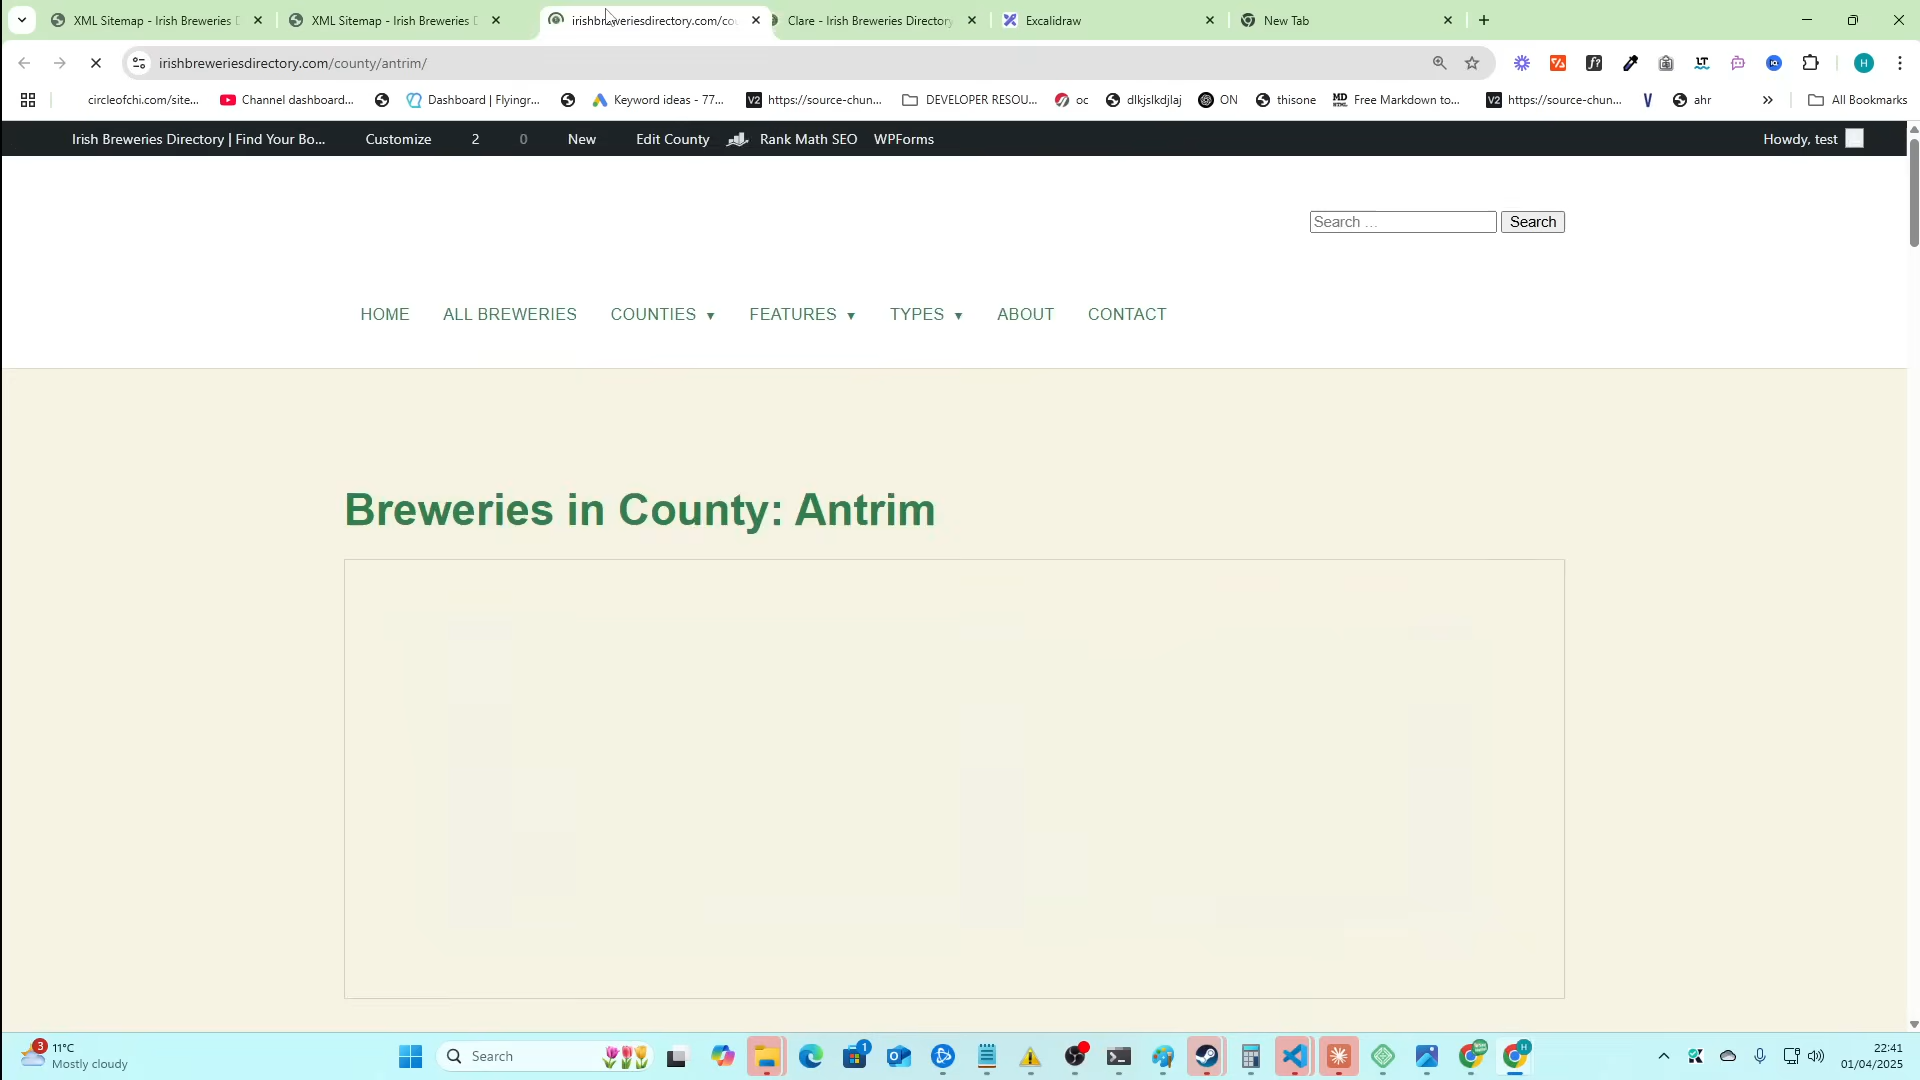 XML Sitemap - Irish Breweries D
XML Sitemap - Irish Breweries D
irishbreweriesdirectory.com/cou
Clare - Irish Breweries Directory
Excalidraw
New Tab
irishbreweriesdirectory.com/county/antrim/
circleofchi.com/site...
Channel dashboard...
Dashboard | Flyingr...
Keyword ideas - 77...
https://source-chun...
DEVELOPER RESOU...
oc
dlkjslkdjlaj
ON
thisone
Free Markdown to...
https://source-chun...
ahr
All Bookmarks
Irish Breweries Directory | Find Your Bo...
Customize
2
0
New
Edit County
Rank Math SEO
WPForms
Howdy, test
Search ...
Search
HOME
ALL BREWERIES
COUNTIES
FEATURES
TYPES
ABOUT
CONTACT
Breweries in County: Antrim
3
11°C
Mostly cloudy
Search
1
H
22:41
01/04/2025